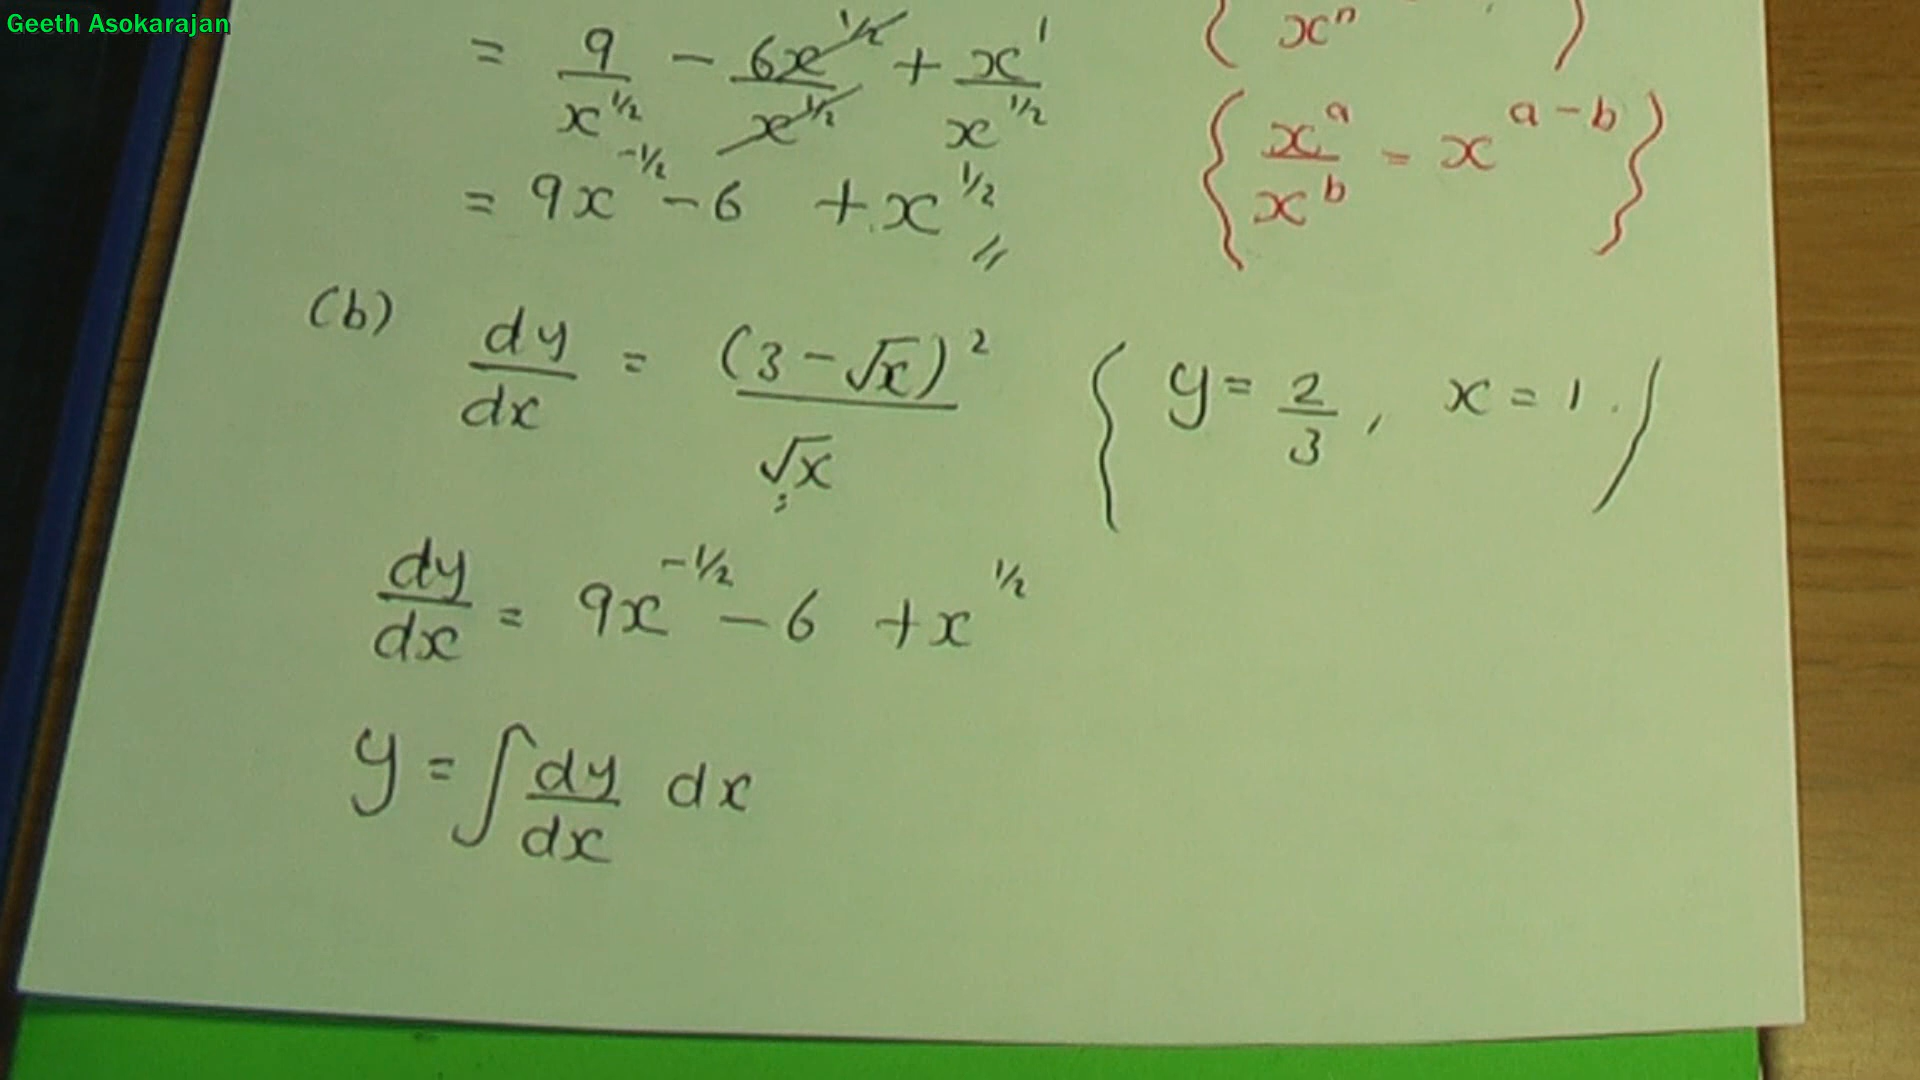 Geeth Asokarajan
= 9/x^1/2 - 6x^1/2/x^1/2 + x^1/x^1/2
x^n
= 9x^-1/2 - 6 + x^1/2 //
{ x^a/x^b = x^a-b }
(b) dy/dx = (3-√x)^2/√x { y = 2/3, x = 1. )
dy/dx = 9x^-1/2 - 6 + x^1/2
y = ∫ dy/dx dx